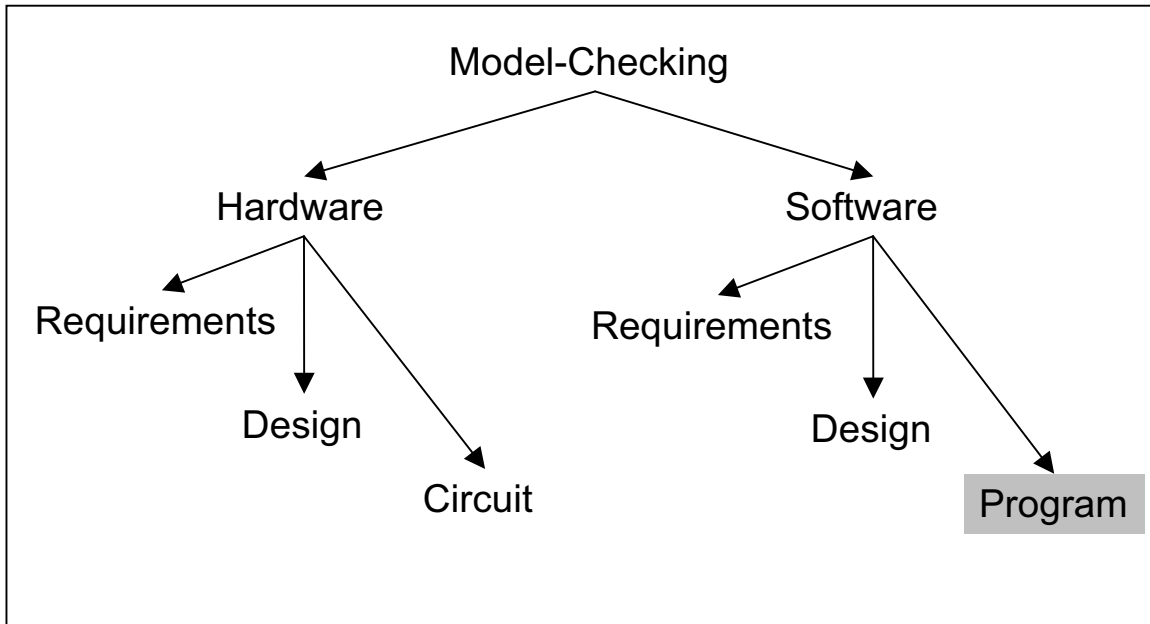 Model-Checking
Hardware
Software
Requirements
Design
Circuit
Requirements
Design
Program